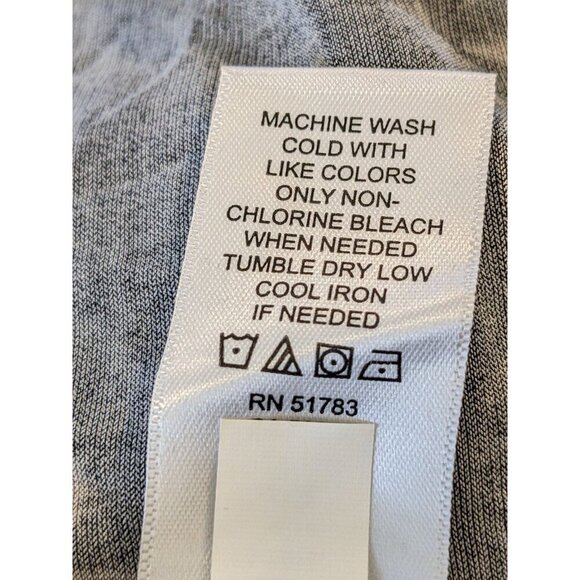 MACHINE WASH
COLD WITH
LIKE COLORS
ONLY NON-
CHLORINE BLEACH
WHEN NEEDED
TUMBLE DRY LOW
COOL IRON
IF NEEDED
RN 51783